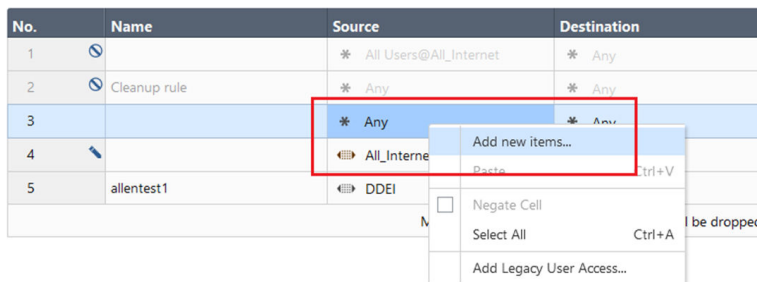 No. Name Source Destination
1 All Users@All_Internet Any
2 Cleanup rule Any Any
3 Any Any
Add new items...
4 All_Interne
Paste Ctrl+V
5 allentest1 DDEI
Negate Cell
M l be dropped
Select All Ctrl+A
Add Legacy User Access...